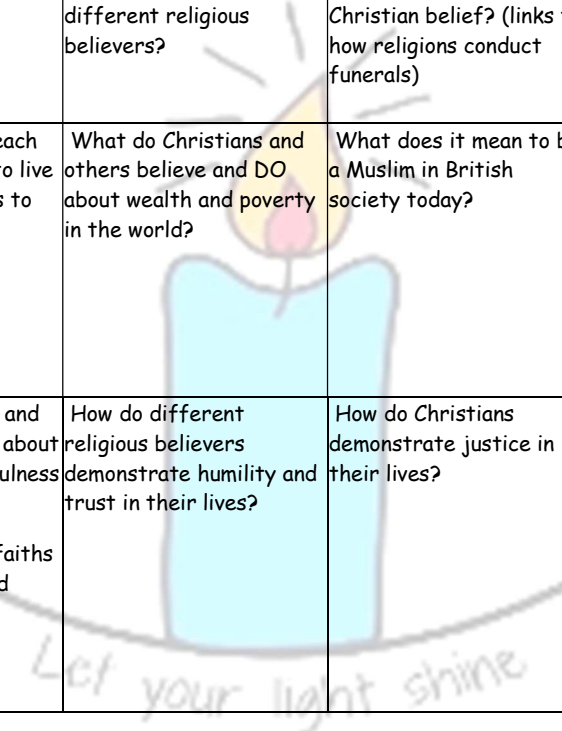 different religious
believers?
Christian belief? (links
how religions conduct
funerals)
each
to live
s to
What do Christians and
others believe and DO
about wealth and poverty
in the world?
What does it mean to b
a Muslim in British
society today?
and
about
ulness
faiths
d
How do different
religious believers
demonstrate humility and
trust in their lives?
How do Christians
demonstrate justice in
their lives?
Let your light shine